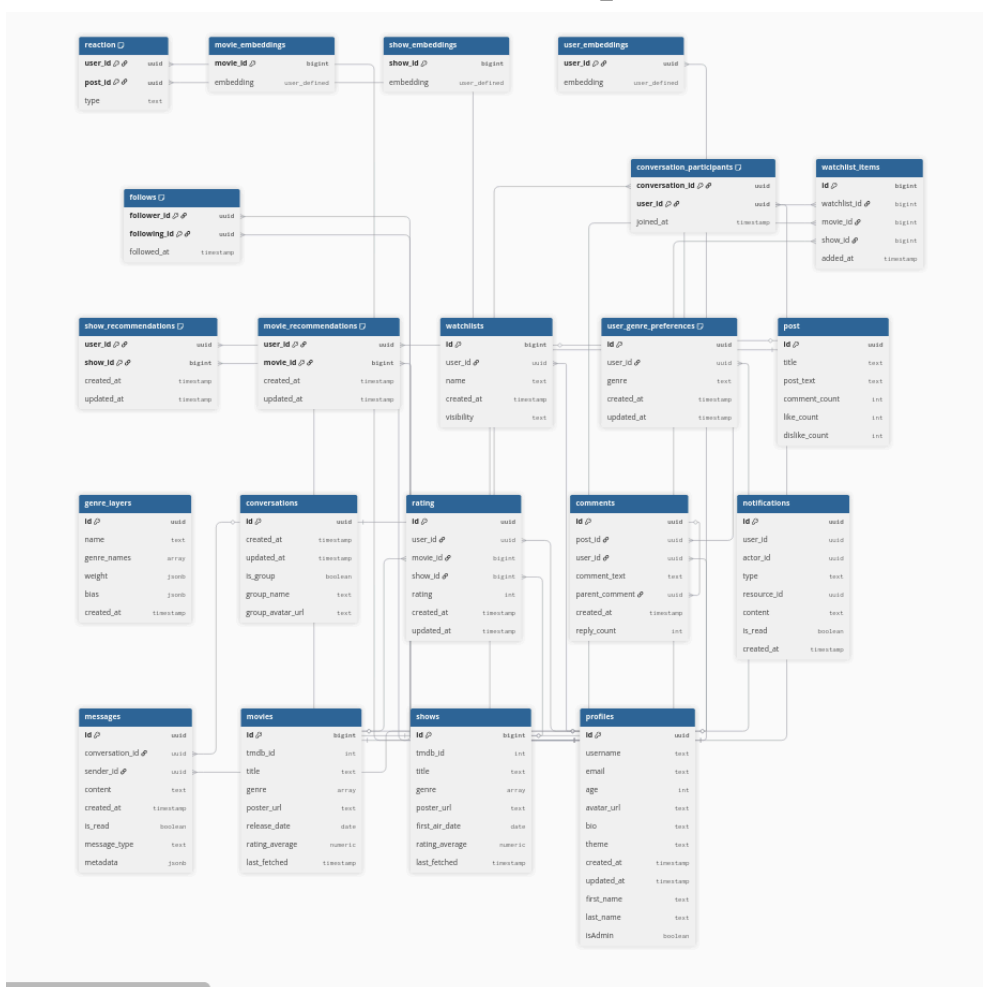 reaction
user_id uuid
post_id uuid
type text
movie_embeddings
movie_id bigint
embedding user_defined
show_embeddings
show_id bigint
embedding user_defined
user_embeddings
user_id uuid
embedding user_defined
conversation_participants
conversation_id uuid
user_id uuid
joined_at timestamp
watchlist_items
id bigint
watchlist_id bigint
movie_id bigint
show_id bigint
added_at timestamp
follows
follower_id uuid
following_id uuid
followed_at timestamp
show_recommendations
user_id uuid
show_id bigint
created_at timestamp
updated_at timestamp
movie_recommendations
user_id uuid
movie_id bigint
created_at timestamp
updated_at timestamp
watchlists
id bigint
user_id uuid
name text
created_at timestamp
visibility text
user_genre_preferences
id uuid
user_id uuid
genre text
created_at timestamp
updated_at timestamp
post
id uuid
title text
post_text text
comment_count int
like_count int
dislike_count int
genre_layers
id uuid
name text
genre_names array
weight jsonb
bias jsonb
created_at timestamp
conversations
id uuid
created_at timestamp
updated_at timestamp
is_group boolean
group_name text
group_avatar_url text
rating
id uuid
user_id uuid
movie_id bigint
show_id bigint
rating int
created_at timestamp
updated_at timestamp
comments
id uuid
post_id uuid
user_id uuid
comment_text text
parent_comment uuid
created_at timestamp
reply_count int
notifications
id uuid
user_id uuid
actor_id uuid
type text
resource_id uuid
content text
is_read boolean
created_at timestamp
messages
id uuid
conversation_id uuid
sender_id uuid
content text
created_at timestamp
is_read boolean
message_type text
metadata jsonb
movies
id bigint
tmdb_id int
title text
genre array
poster_url text
release_date date
rating_average numeric
last_fetched timestamp
shows
id bigint
tmdb_id int
title text
genre array
poster_url text
first_air_date date
rating_average numeric
last_fetched timestamp
profiles
id uuid
username text
email text
age int
avatar_url text
bio text
theme text
created_at timestamp
updated_at timestamp
first_name text
last_name text
isAdmin boolean